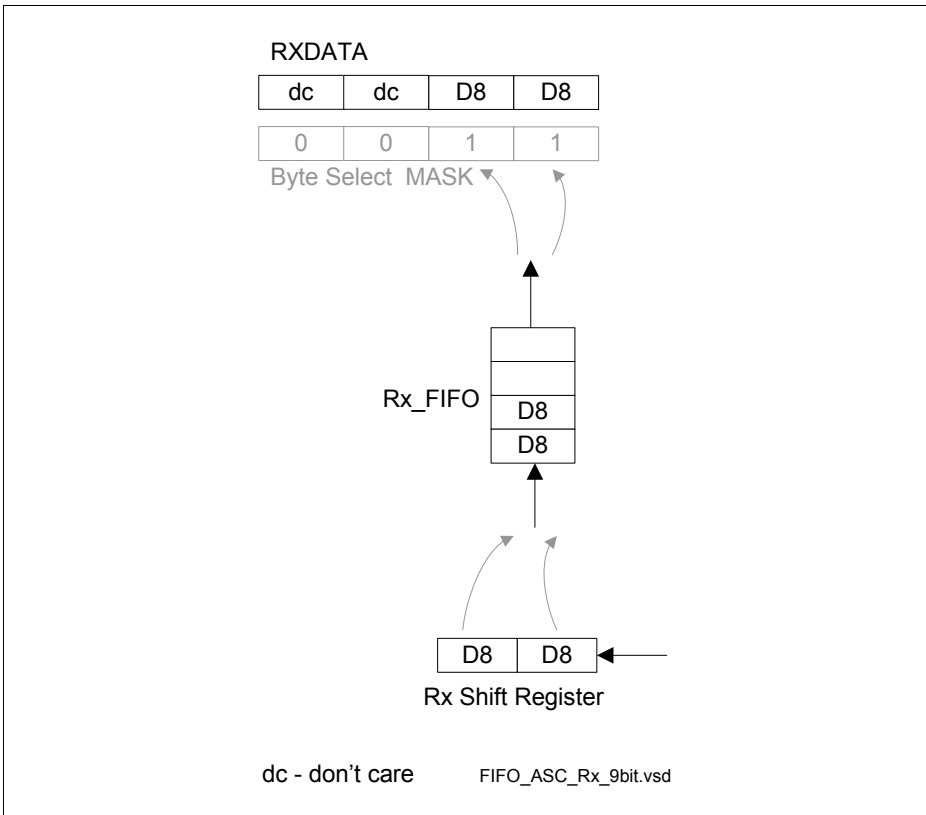 RXDATA
dc dc D8 D8
0 0 1 1
Byte Select MASK
Rx_FIFO
D8
D8
D8 D8
Rx Shift Register
dc - don't care FIFO_ASC_Rx_9bit.vsd